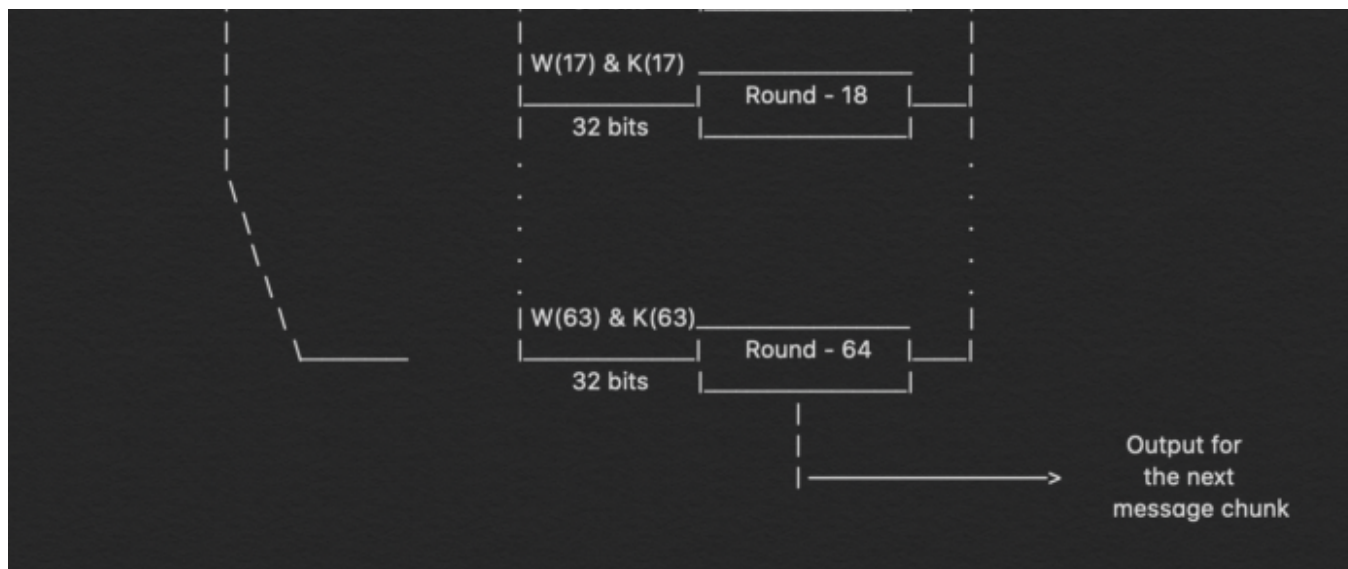 W(17) & K(17)
Round - 18
32 bits
W(63) & K(63)
Round - 64
32 bits
Output for
the next
message chunk